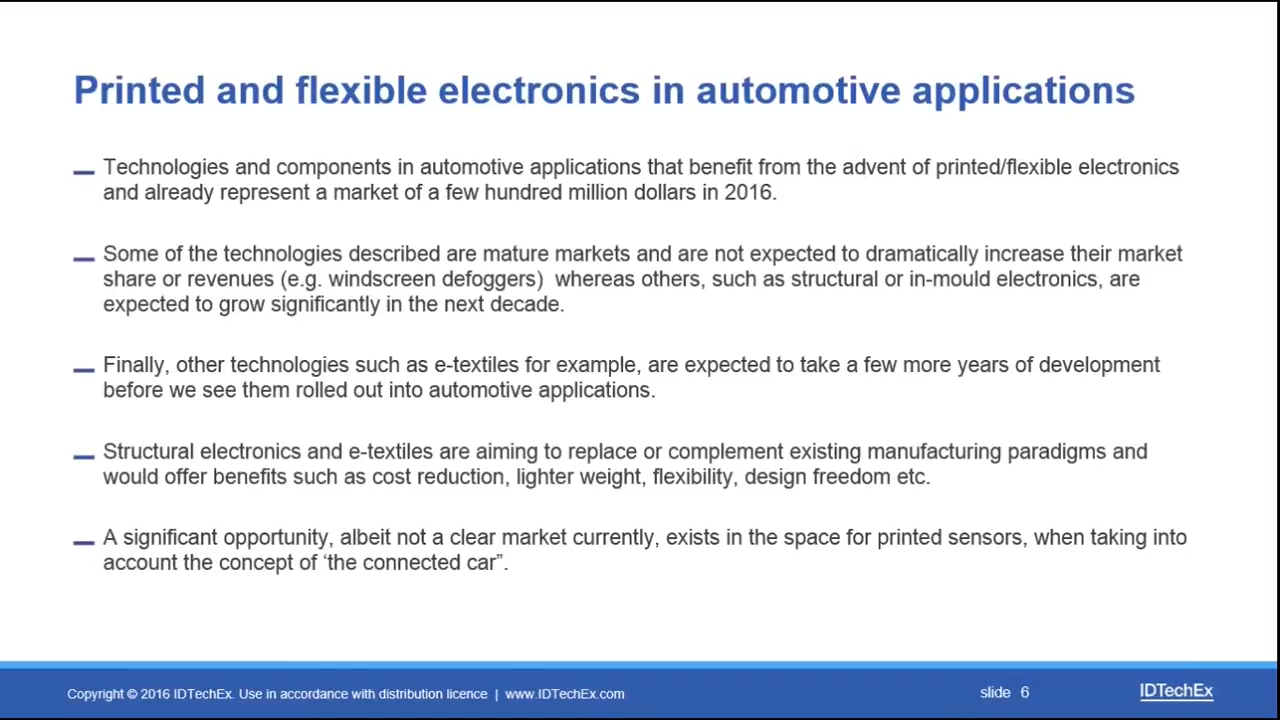 Printed and flexible electronics in automotive applications
Technologies and components in automotive applications that benefit from the advent of printed/flexible electronics
and already represent a market of a few hundred million dollars in 2016.
Some of the technologies described are mature markets and are not expected to dramatically increase their market
share or revenues (e.g. windscreen defoggers)  whereas others, such as structural or in-mould electronics, are
expected to grow significantly in the next decade.
Finally, other technologies such as e-textiles for example, are expected to take a few more years of development
before we see them rolled out into automotive applications.
Structural electronics and e-textiles are aiming to replace or complement existing manufacturing paradigms and
would offer benefits such as cost reduction, lighter weight, flexibility, design freedom etc.
A significant opportunity, albeit not a clear market currently, exists in the space for printed sensors, when taking into
account the concept of ‘the connected car”.
Copyright © 2016 IDTechEx. Use in accordance with distribution licence | www.IDTechEx.com
slide 6
IDTechEx